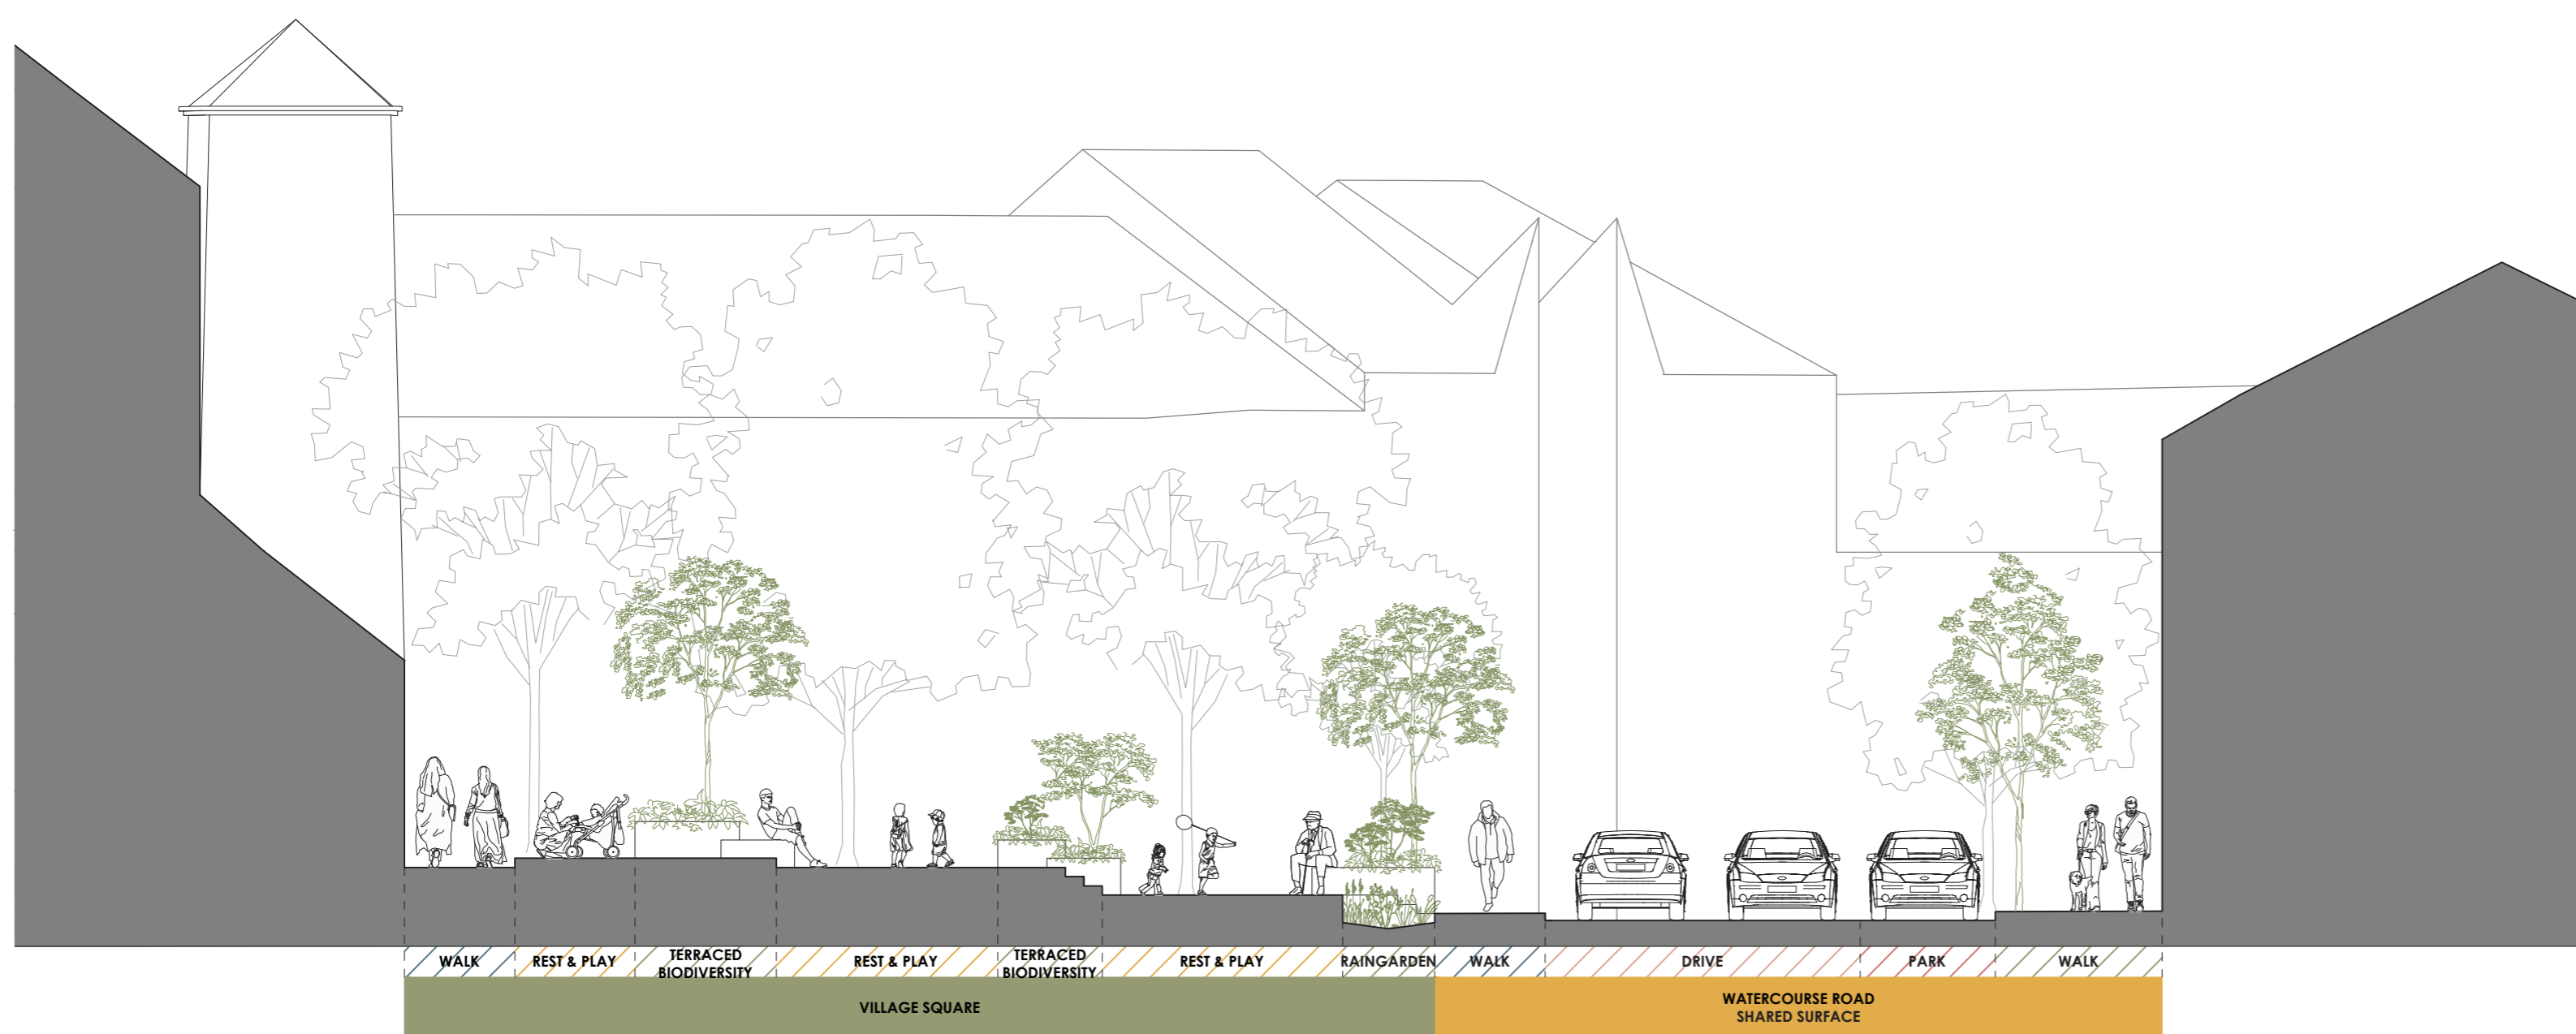 WALK
REST & PLAY
TERRACED
BIODIVERSITY
REST & PLAY
TERRACED
BIODIVERSITY
REST & PLAY
RAINGARDEN
WALK
DRIVE
PARK
WALK
VILLAGE SQUARE
WATERCOURSE ROAD
SHARED SURFACE